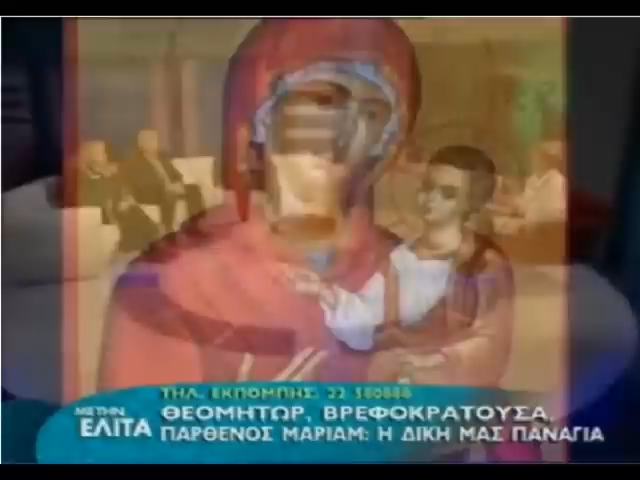 ΤΗΛ. ΕΚΠΟΜΠΗΣ: 22 580888
ΜΕ ΤΗΝ
ΕΛΙΤΑ
ΘΕΟΜΗΤΩΡ, ΒΡΕΦΟΚΡΑΤΟΥΣΑ,
ΠΑΡΘΕΝΟΣ ΜΑΡΙΑΜ: Η ΔΙΚΗ ΜΑΣ ΠΑΝΑΓΙΑ